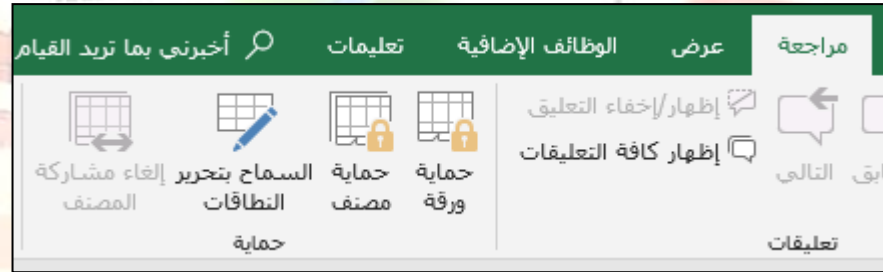 مراجعة عرض الوظائف الإضافية تعليمات أخبرني بما تريد القيام
إظهار/إخفاء التعليق
إظهار كافة التعليقات
التالي
حماية ورقة
حماية مصنف
السماح بتحرير النطاقات
إلغاء مشاركة المصنف
تعليقات
حماية